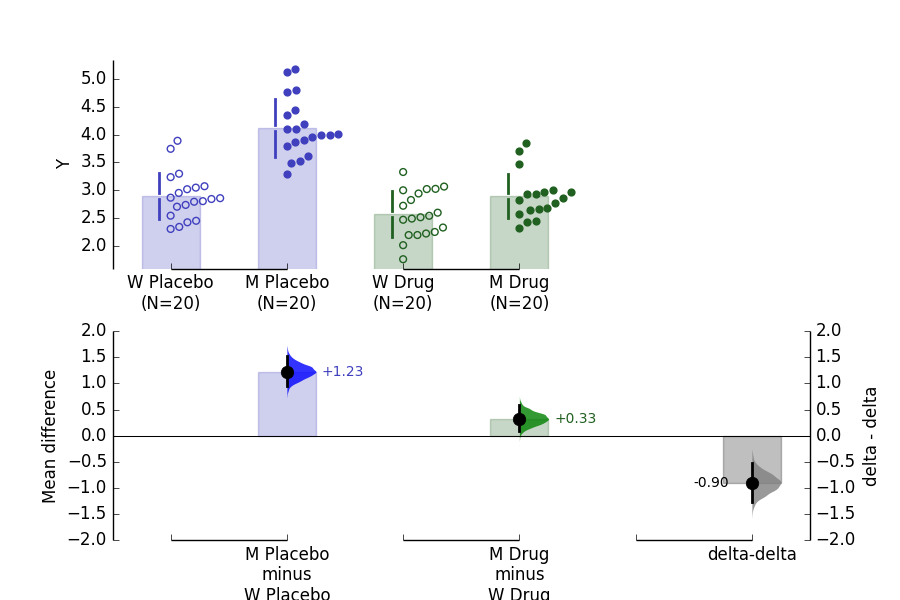 5.0
4.5
4.0
3.5
3.0
2.5
2.0
Y
W Placebo
(N=20)
M Placebo
(N=20)
W Drug
(N=20)
M Drug
(N=20)
2.0
1.5
1.0
0.5
0.0
−0.5
−1.0
−1.5
−2.0
Mean difference
+1.23
+0.33
-0.90
2.0
1.5
1.0
0.5
0.0
−0.5
−1.0
−1.5
−2.0
delta - delta
M Placebo
minus
W Placebo
M Drug
minus
W Drug
delta-delta